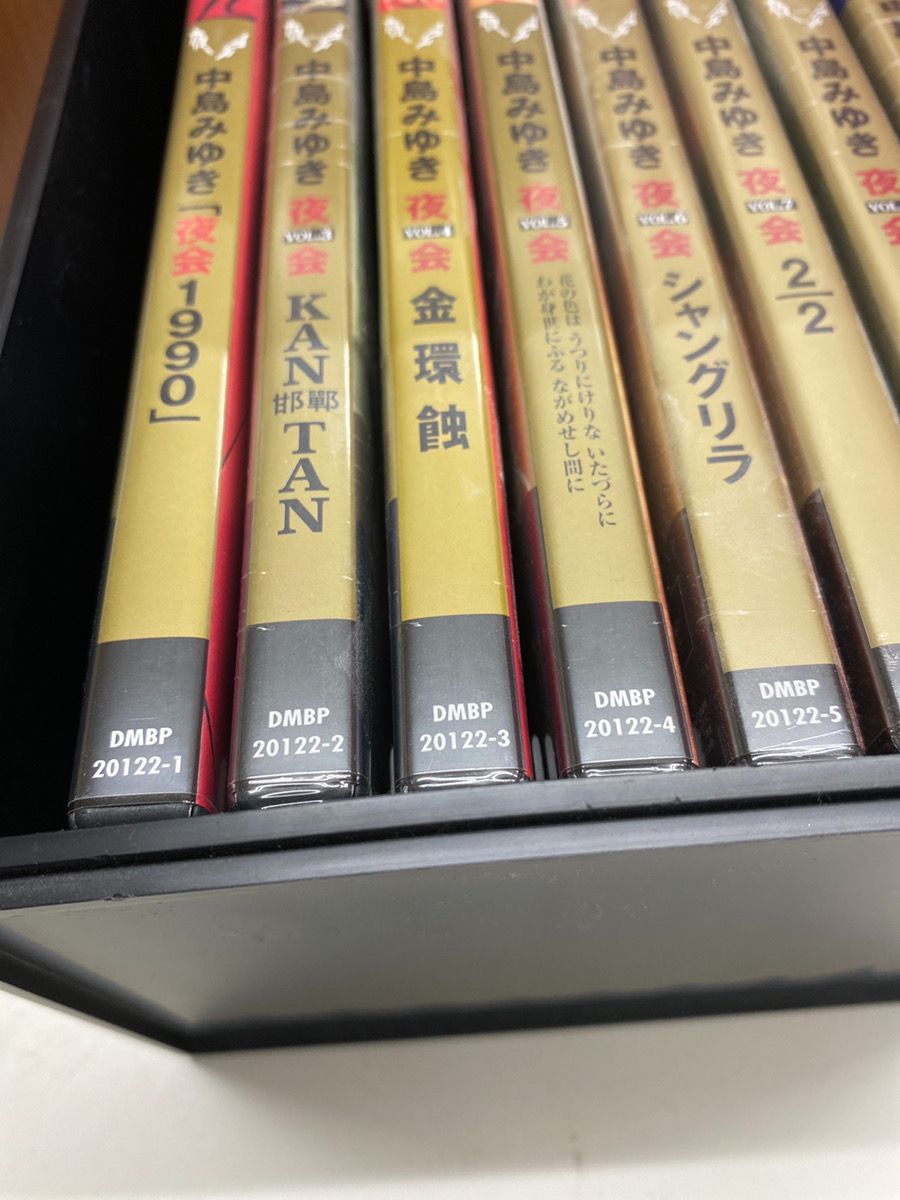 中島みゆき「夜会1990」
DMBP
20122-1
中島みゆき 夜会
VOL.3
KAN
邯鄲
TAN
DMBP
20122-2
中島みゆき 夜会
VOL.4
金環蝕
DMBP
20122-3
中島みゆき 夜会
VOL.5
花の色は うつりにけりな いたづらに
わが身世にふる ながめせし間に
DMBP
20122-4
中島みゆき 夜会
VOL.6
シャングリラ
DMBP
20122-5
中島みゆき 夜会
VOL.7
2/2
中島みゆき 夜会